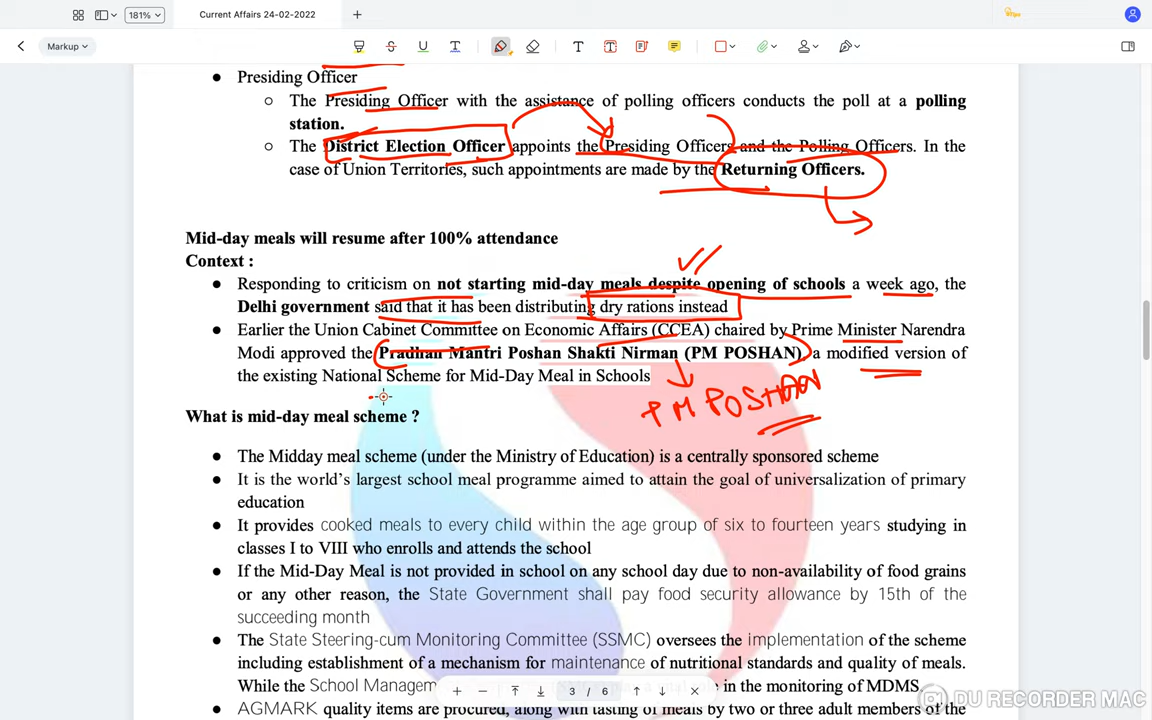 181%
Current Affairs 24-02-2022
Markup
Presiding Officer
The Presiding Officer with the assistance of polling officers conducts the poll at a polling
station.
The District Election Officer appoints the Presiding Officers and the Polling Officers. In the
case of Union Territories, such appointments are made by the Returning Officers.
Mid-day meals will resume after 100% attendance
Context :
Responding to criticism on not starting mid-day meals despite opening of schools a week ago, the
Delhi government said that it has been distributing dry rations instead
Earlier the Union Cabinet Committee on Economic Affairs (CCEA) chaired by Prime Minister Narendra
Modi approved the Pradhan Mantri Poshan Shakti Nirman (PM POSHAN), a modified version of
the existing National Scheme for Mid-Day Meal in Schools
PM POSHAN
What is mid-day meal scheme ?
The Midday meal scheme (under the Ministry of Education) is a centrally sponsored scheme
It is the world's largest school meal programme aimed to attain the goal of universalization of primary
education
It provides cooked meals to every child within the age group of six to fourteen years studying in
classes I to VIII who enrolls and attends the school
If the Mid-Day Meal is not provided in school on any school day due to non-availability of food grains
or any other reason, the State Government shall pay food security allowance by 15th of the
succeeding month
The State Steering-cum Monitoring Committee (SSMC) oversees the implementation of the scheme
including establishment of a mechanism for maintenance of nutritional standards and quality of meals.
While the School Managem in the monitoring of MDMS
3 / 6
DU RECORDER MAC
AGMARK quality items are procured, along with tasting of meals by two or three adult members of the